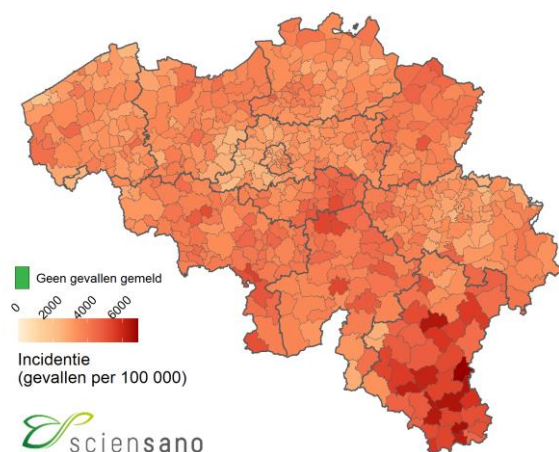 Geen gevallen gemeld
0 2000 4000 6000
Incidentie
(gevallen per 100 000)
sciensano